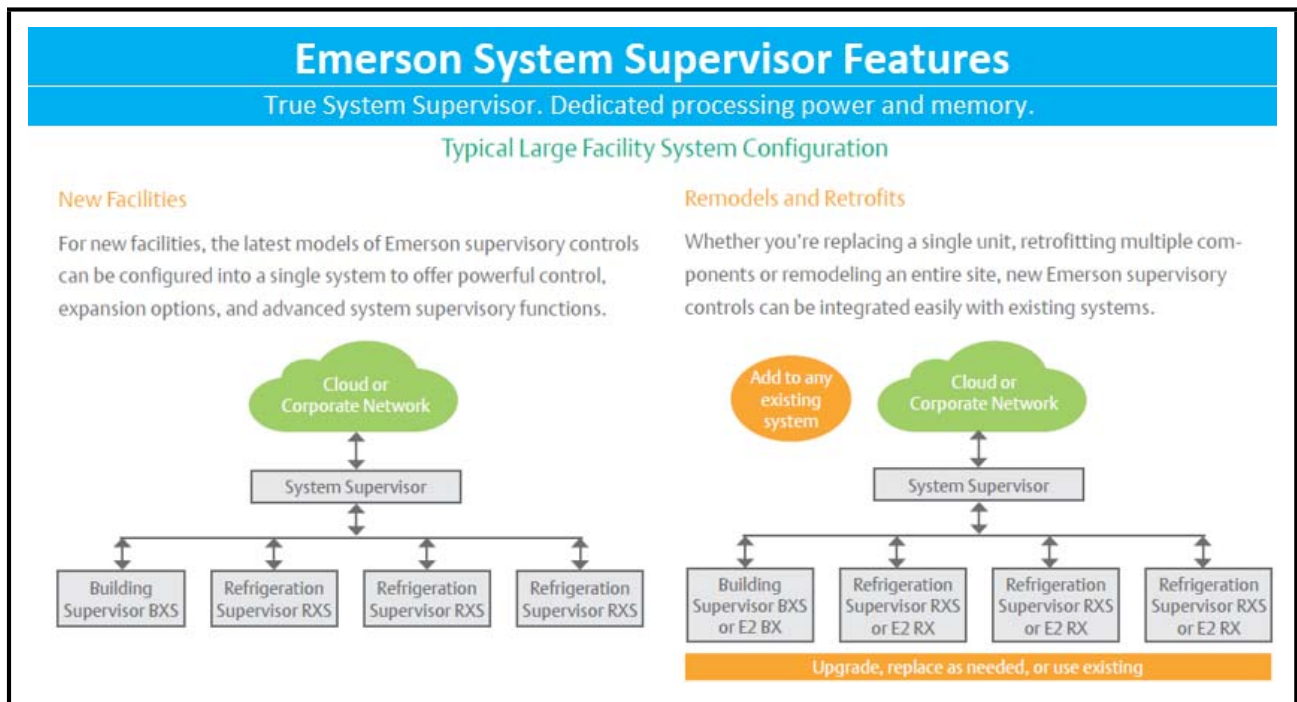 Emerson System Supervisor Features
True System Supervisor. Dedicated processing power and memory.
Typical Large Facility System Configuration
New Facilities
For new facilities, the latest models of Emerson supervisory controls
can be configured into a single system to offer powerful control,
expansion options, and advanced system supervisory functions.
Cloud or
Corporate Network
System Supervisor
Building
Supervisor BXS
Refrigeration
Supervisor RXS
Refrigeration
Supervisor RXS
Refrigeration
Supervisor RXS
Remodels and Retrofits
Whether you're replacing a single unit, retrofitting multiple com-
ponents or remodeling an entire site, new Emerson supervisory
controls can be integrated easily with existing systems.
Add to any
existing
system
Cloud or
Corporate Network
System Supervisor
Building
Supervisor BXS
or E2 BX
Refrigeration
Supervisor RXS
or E2 RX
Refrigeration
Supervisor RXS
or E2 RX
Refrigeration
Supervisor RXS
or E2 RX
Upgrade, replace as needed, or use existing